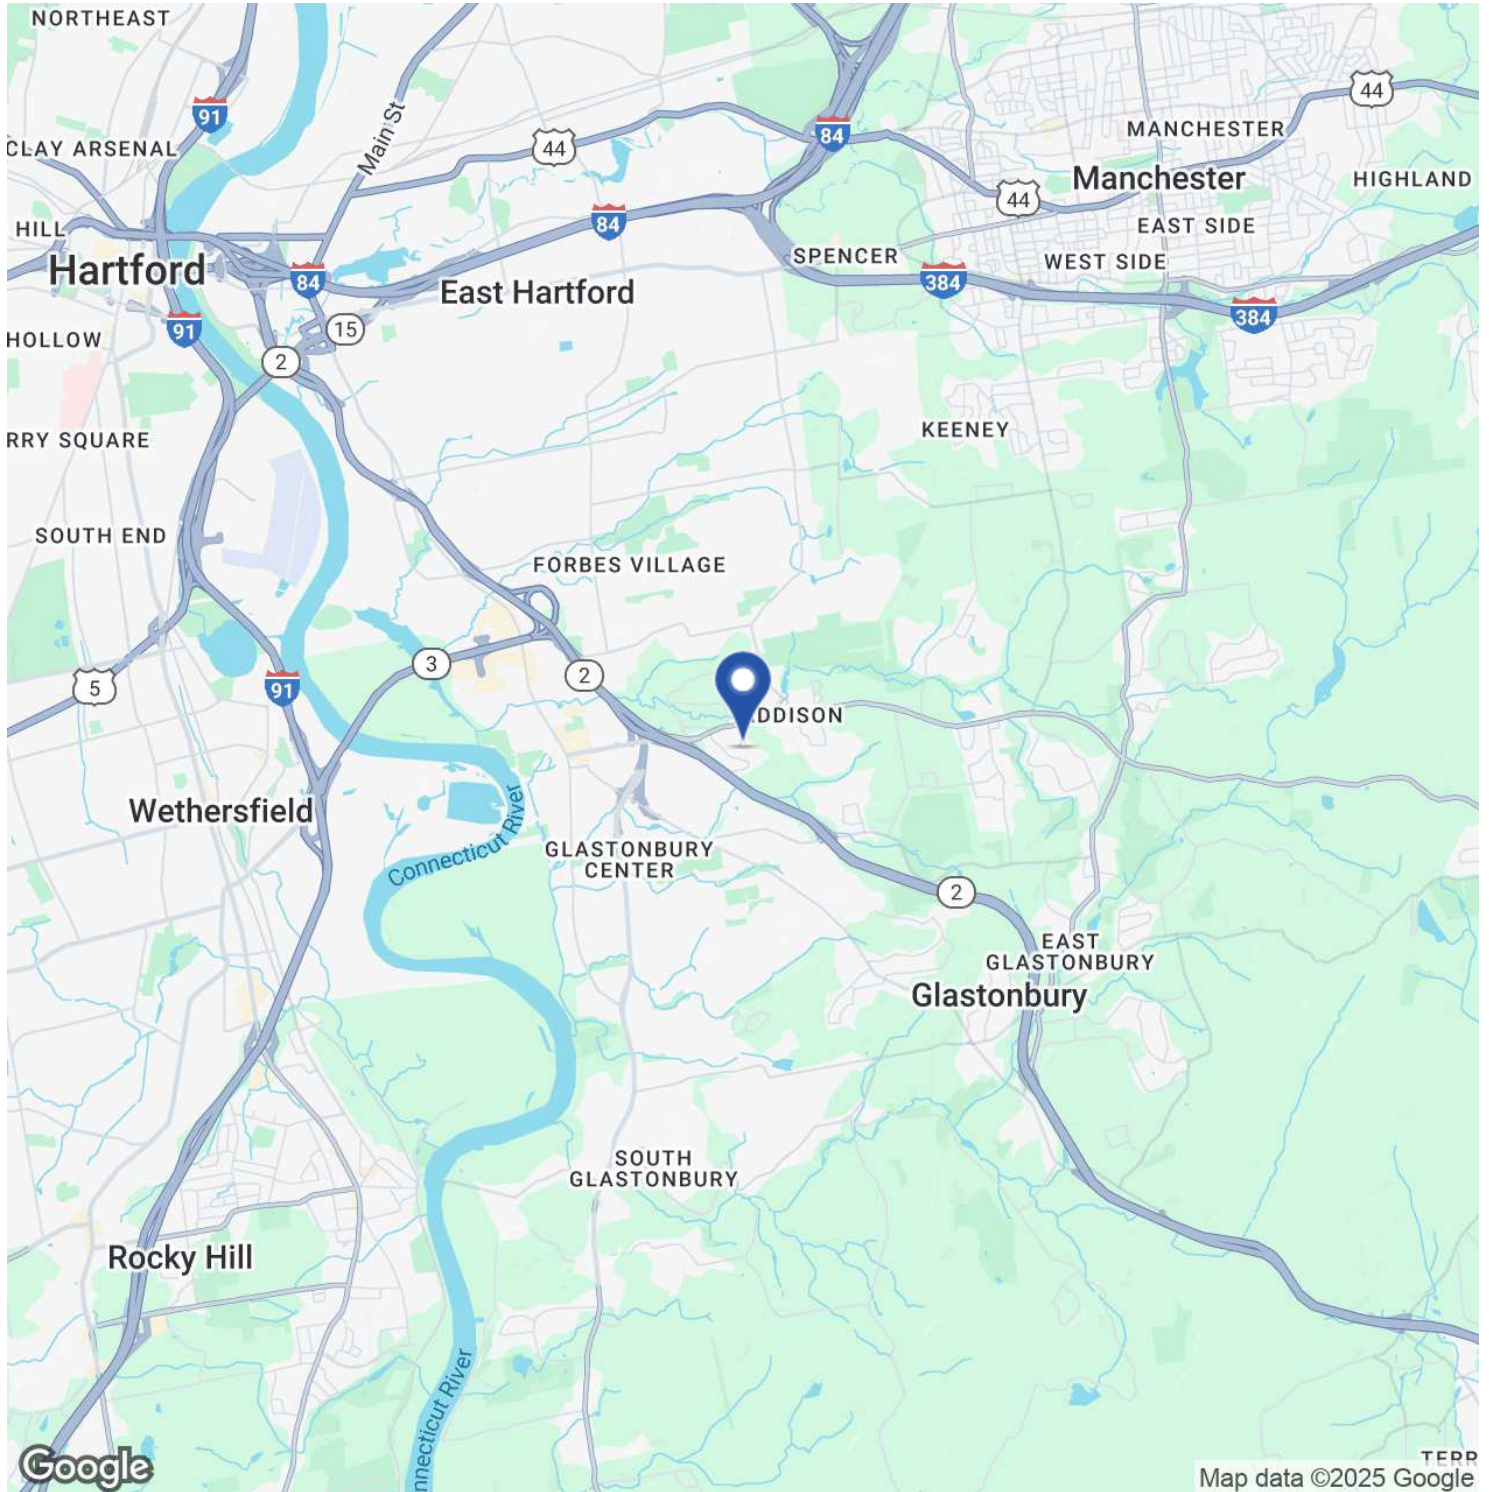 NORTHEAST
91
Main St
44
84
44
MANCHESTER
CLAY ARSENAL
Manchester
HIGHLAND
44
HILL
84
EAST SIDE
SPENCER
WEST SIDE
Hartford
84
East Hartford
384
384
91
15
HOLLOW
2
KEENEY
RRY SQUARE
SOUTH END
FORBES VILLAGE
3
2
5
91
DDISON
Wethersfield
Connecticut River
GLASTONBURY
CENTER
2
EAST
GLASTONBURY
Glastonbury
SOUTH
GLASTONBURY
Rocky Hill
nnecticut River
TERR
Google
Map data ©2025 Google